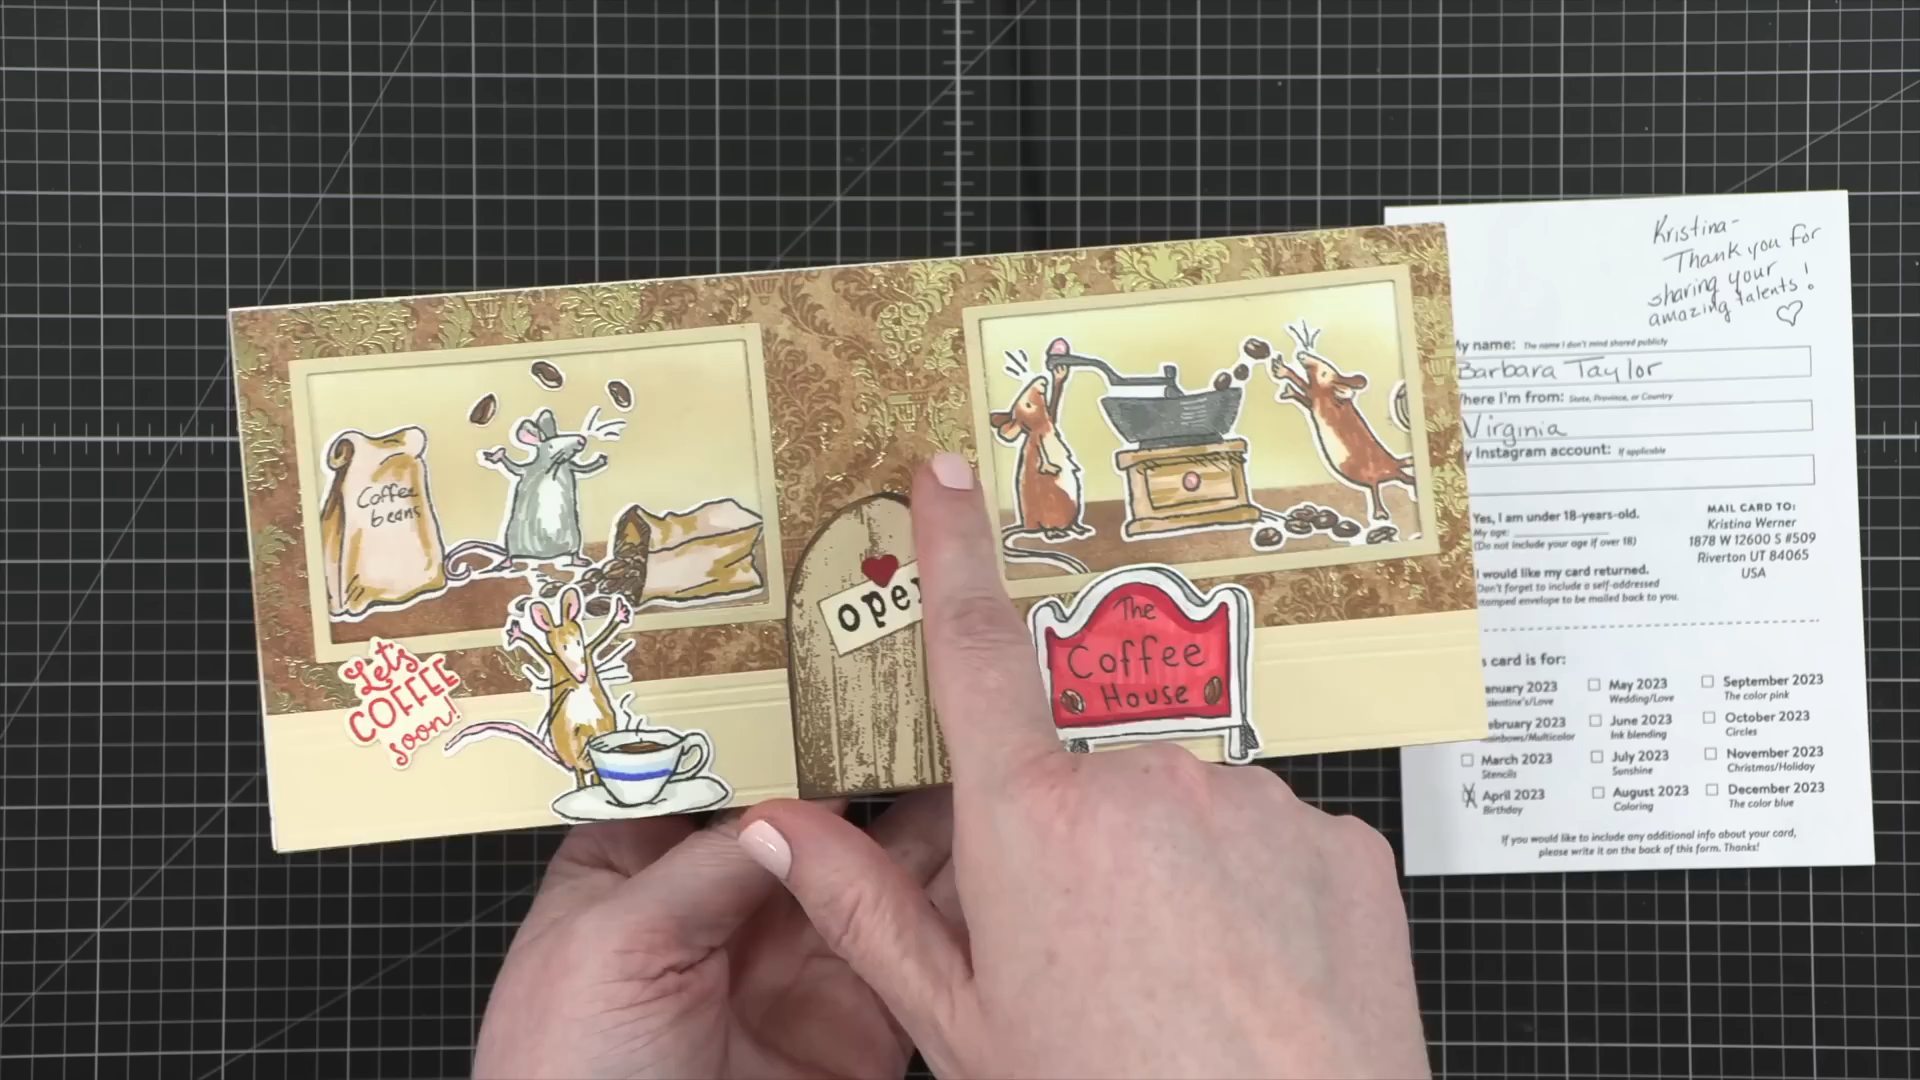 Coffee
beans
Let's
COFFEE
soon!
open
The
Coffee
House
Kristina-
Thank you for
sharing your
amazing talents!
My name: The name I don't mind shared publicly
Barbara Taylor
here I'm from: State, Province, or Country
Virginia
y Instagram account: If applicable
Yes, I am under 18-years-old.
My age:
(Do not include your age if over 18)
I would like my card returned.
Don't forget to include a self-addressed
stamped envelope to be mailed back to you.
MAIL CARD TO:
Kristina Werner
1878 W 12600 S #509
Riverton UT 84065
USA
s card is for:
anuary 2023
alentine's/Love
ebruary 2023
ainbows/Multicolor
March 2023
Stencils
April 2023
Birthday
May 2023
Wedding/Love
June 2023
Ink blending
July 2023
Sunshine
August 2023
Coloring
September 2023
The color pink
October 2023
Circles
November 2023
Christmas/Holiday
December 2023
The color blue
If you would like to include any additional info about your card,
please write it on the back of this form. Thanks!